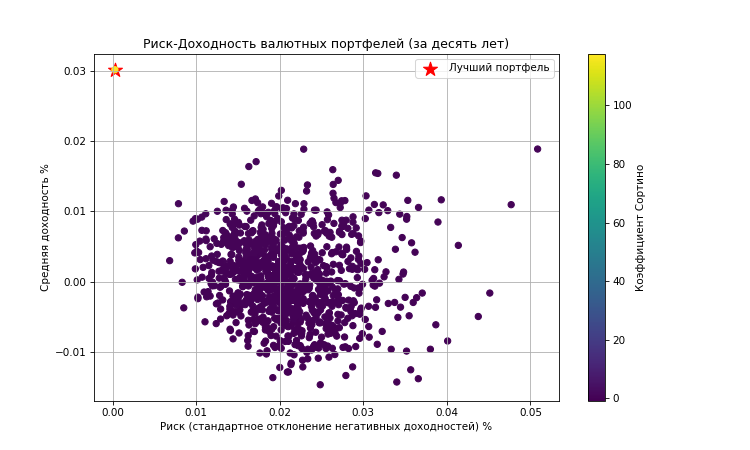 Риск-Доходность валютных портфелей (за десять лет)
Лучший портфель
0.03
0.02
0.01
0.00
−0.01
Средняя доходность %
0.00 0.01 0.02 0.03 0.04 0.05
Риск (стандартное отклонение негативных доходностей) %
100
80
60
40
20
0
Коэффициент Сортино